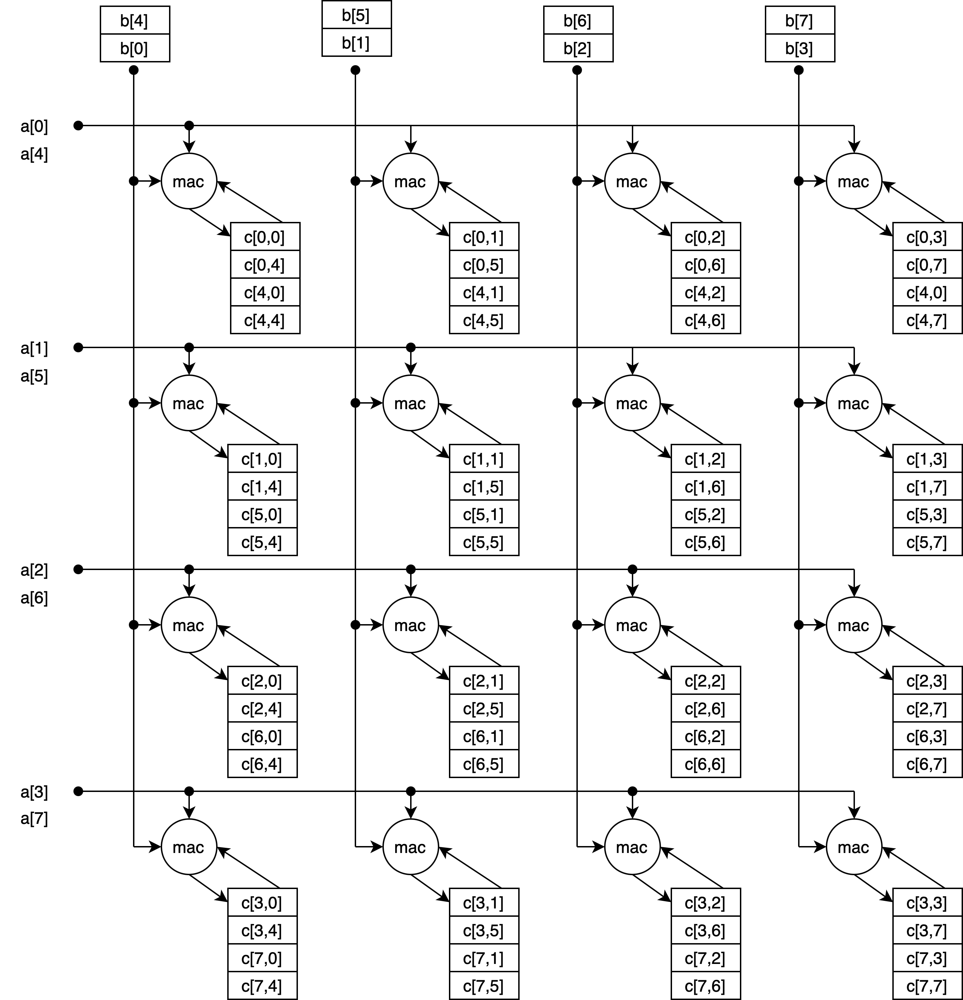 b[4] b[5] b[6] b[7]
b[0] b[1] b[2] b[3]
a[0]
a[4]
mac mac mac mac
c[0,0] c[0,1] c[0,2] c[0,3]
c[0,4] c[0,5] c[0,6] c[0,7]
c[4,0] c[4,1] c[4,2] c[4,0]
c[4,4] c[4,5] c[4,6] c[4,7]
a[1]
a[5]
mac mac mac mac
c[1,0] c[1,1] c[1,2] c[1,3]
c[1,4] c[1,5] c[1,6] c[1,7]
c[5,0] c[5,1] c[5,2] c[5,3]
c[5,4] c[5,5] c[5,6] c[5,7]
a[2]
a[6]
mac mac mac mac
c[2,0] c[2,1] c[2,2] c[2,3]
c[2,4] c[2,5] c[2,6] c[2,7]
c[6,0] c[6,1] c[6,2] c[6,3]
c[6,4] c[6,5] c[6,6] c[6,7]
a[3]
a[7]
mac mac mac mac
c[3,0] c[3,1] c[3,2] c[3,3]
c[3,4] c[3,5] c[3,6] c[3,7]
c[7,0] c[7,1] c[7,2] c[7,3]
c[7,4] c[7,5] c[7,6] c[7,7]